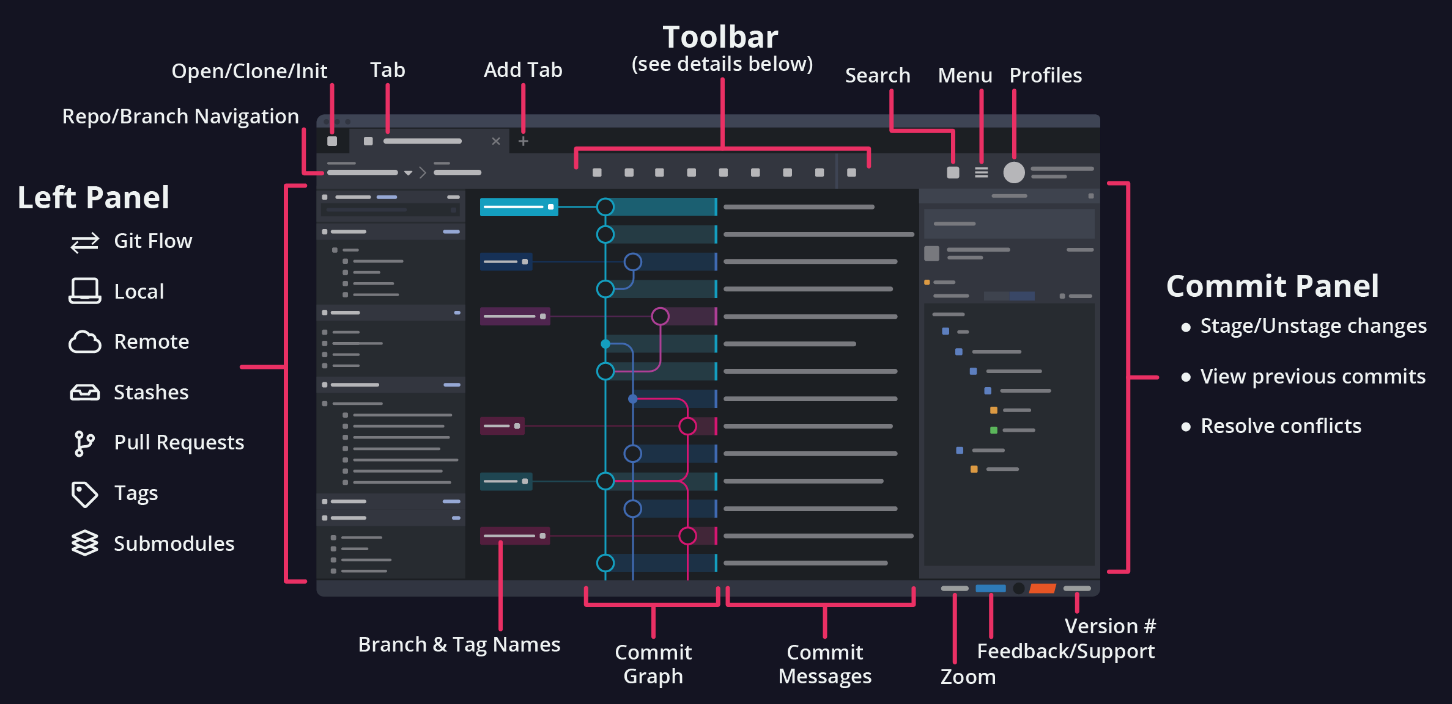 Toolbar
(see details below)
Open/Clone/Init
Tab
Add Tab
Search
Menu
Profiles
Repo/Branch Navigation
Left Panel
Git Flow
Local
Remote
Stashes
Pull Requests
Tags
Submodules
Commit Panel
• Stage/Unstage changes
• View previous commits
• Resolve conflicts
Branch & Tag Names
Commit
Graph
Commit
Messages
Version #
Feedback/Support
Zoom